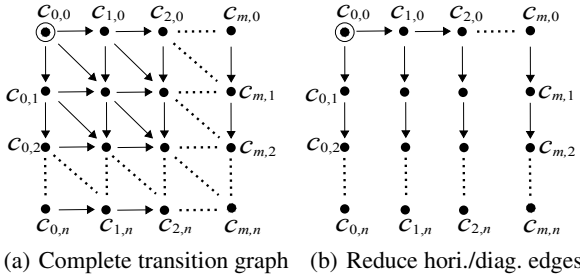 c0,0 c1,0 c2,0 cm,0 c0,0 c1,0 c2,0 cm,0
c0,1 cm,1 c0,1 cm,1
c0,2 cm,2 c0,2 cm,2
c0,n c1,n c2,n cm,n c0,n c1,n c2,n cm,n
(a) Complete transition graph (b) Reduce hori./diag. edges